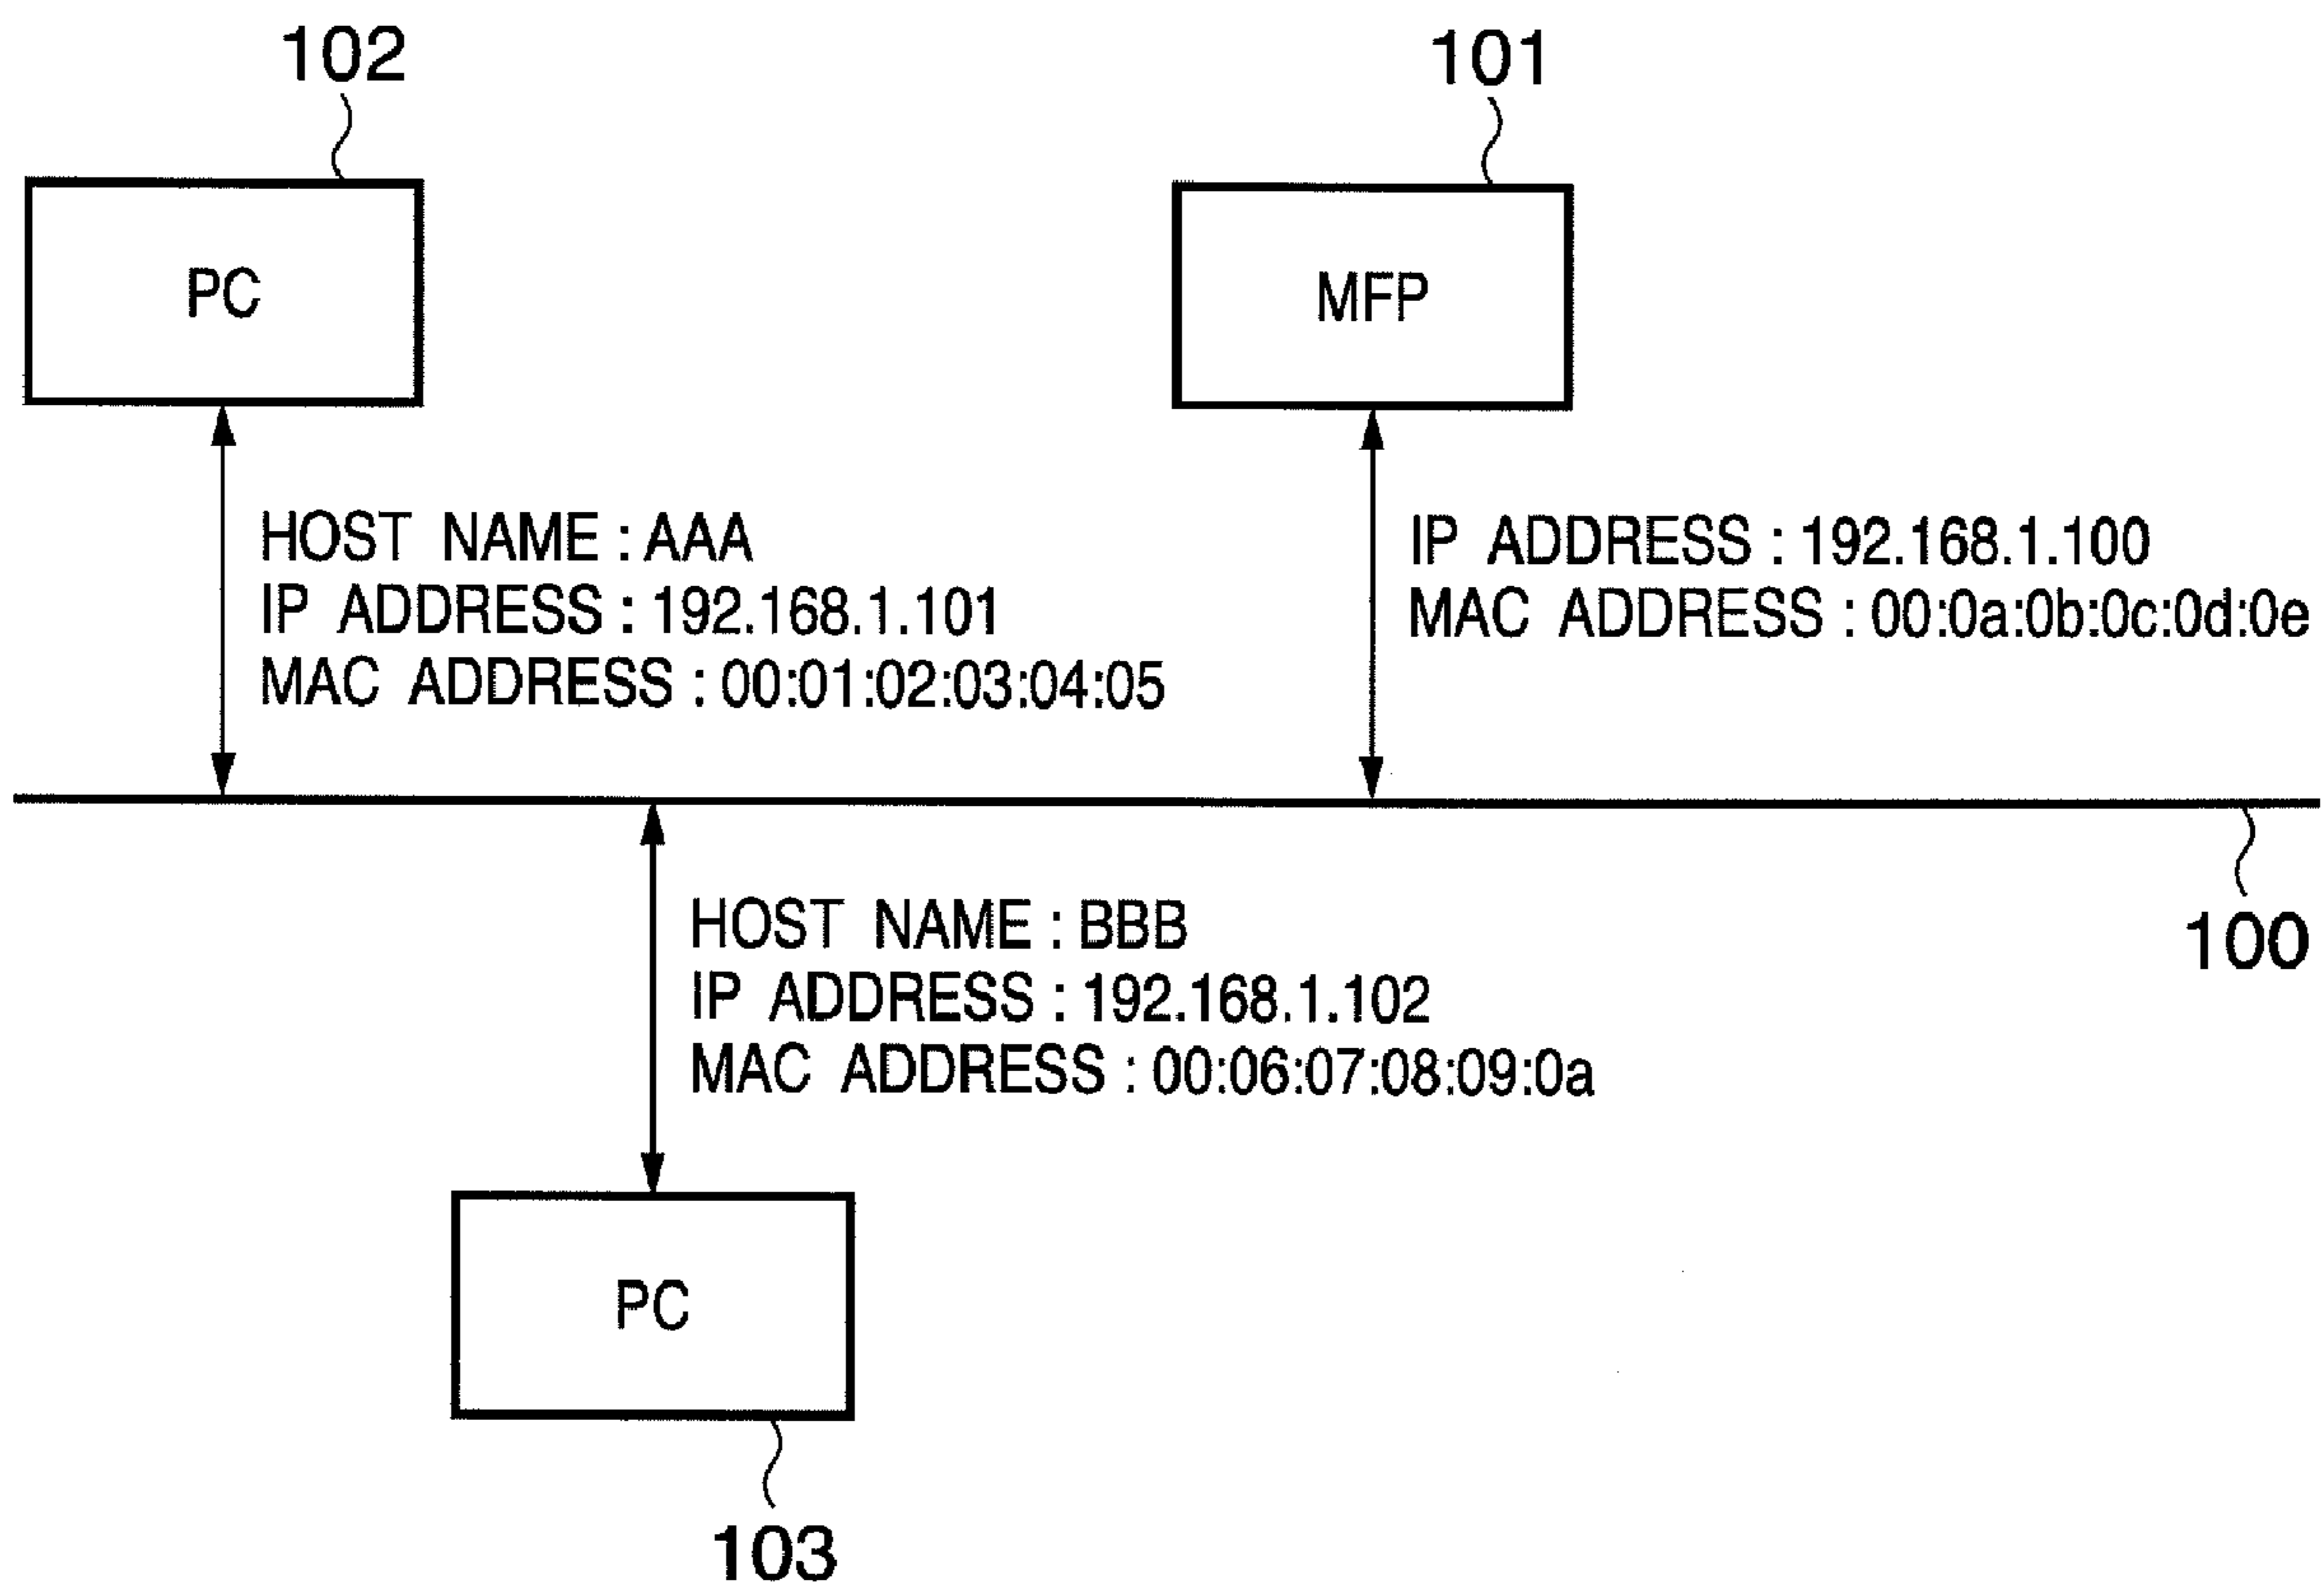 102
101
PC
MFP
HOST NAME : AAA
IP ADDRESS : 192.168.1.101
MAC ADDRESS : 00:01:02:03:04:05
IP ADDRESS : 192.168.1.100
MAC ADDRESS : 00:0a:0b:0c:0d:0e
HOST NAME : BBB
IP ADDRESS : 192.168.1.102
MAC ADDRESS : 00:06:07:08:09:0a
100
PC
103